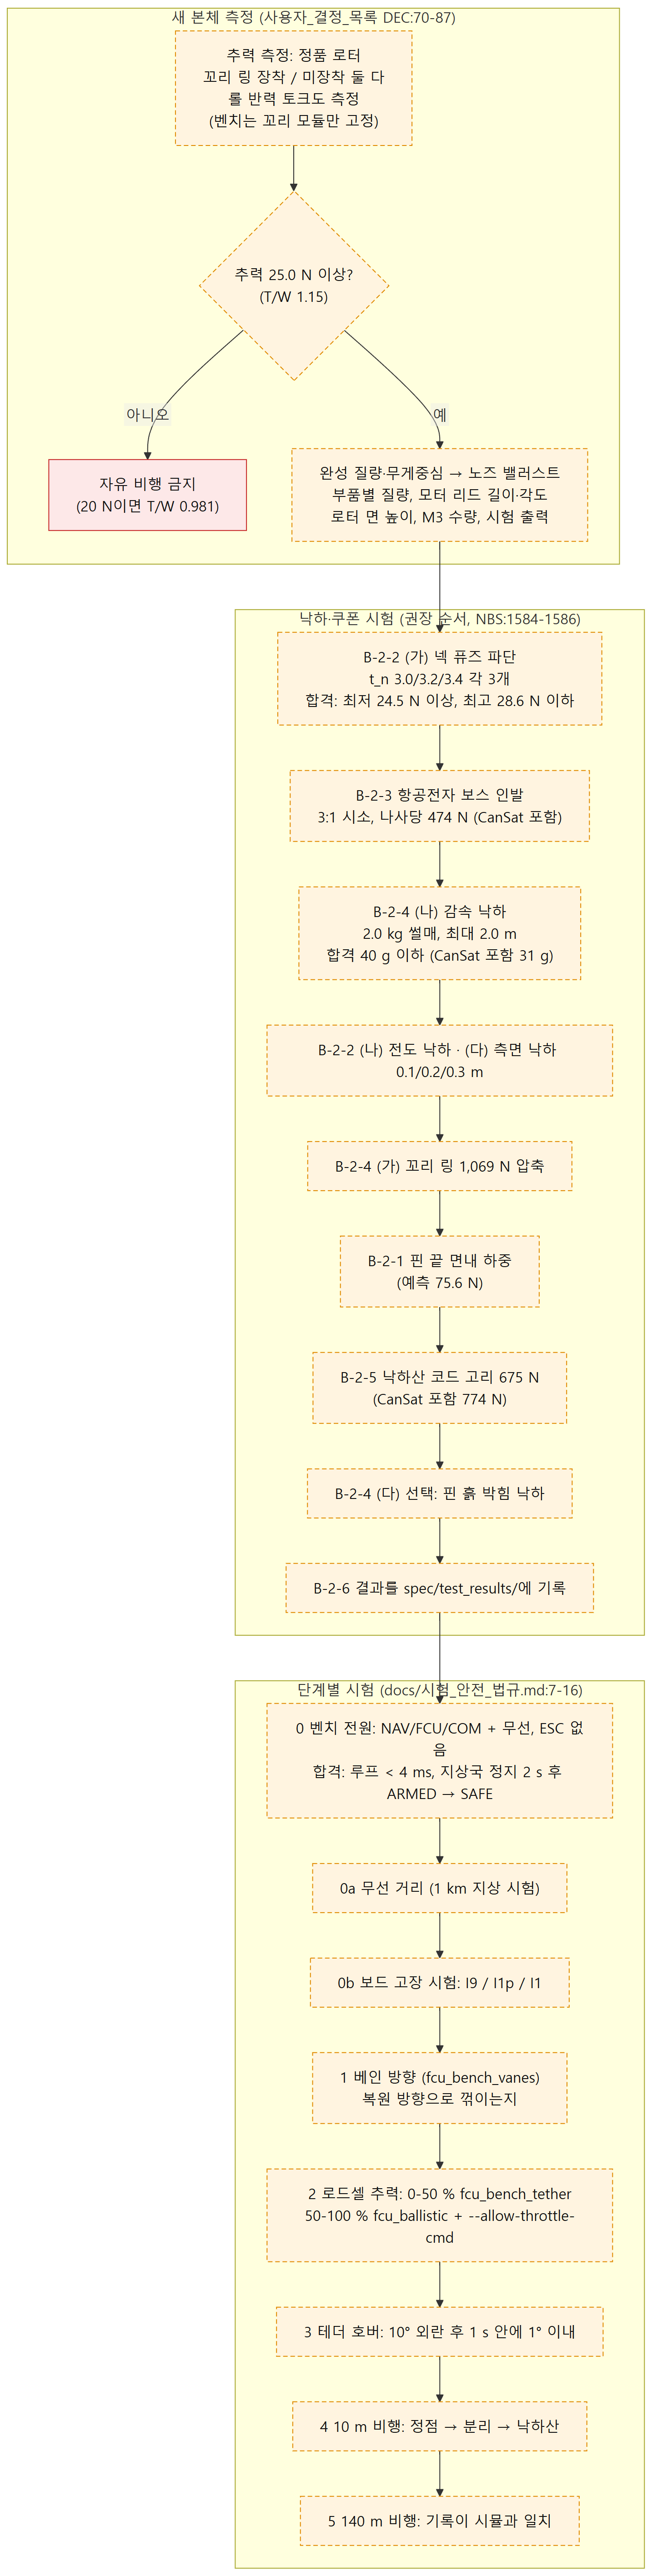 새 본체 측정 (사용자_결정_목록 DEC:70-87)
추력 측정: 정품 로터
꼬리 링 장착 / 미장착 둘 다
롤 반력 토크도 측정
(벤치는 꼬리 모듈만 고정)
추력 25.0 N 이상?
(T/W 1.15)
아니오
예
자유 비행 금지
(20 N이면 T/W 0.981)
완성 질량·무게중심 → 노즈 밸러스트
부품별 질량, 모터 리드 길이·각도
로터 면 높이, M3 수량, 시험 출력
낙하·쿠폰 시험 (권장 순서, NBS:1584-1586)
B-2-2 (가) 넥 퓨즈 파단
t_n 3.0/3.2/3.4 각 3개
합격: 최저 24.5 N 이상, 최고 28.6 N 이하
B-2-3 항공전자 보스 인발
3:1 시소, 나사당 474 N (CanSat 포함)
B-2-4 (나) 감속 낙하
2.0 kg 썰매, 최대 2.0 m
합격 40 g 이하 (CanSat 포함 31 g)
B-2-2 (나) 전도 낙하 · (다) 측면 낙하
0.1/0.2/0.3 m
B-2-4 (가) 꼬리 링 1,069 N 압축
B-2-1 핀 끝 면내 하중
(예측 75.6 N)
B-2-5 낙하산 코드 고리 675 N
(CanSat 포함 774 N)
B-2-4 (다) 선택: 핀 흙 박힘 낙하
B-2-6 결과를 spec/test_results/에 기록
단계별 시험 (docs/시험_안전_법규.md:7-16)
0 벤치 전원: NAV/FCU/COM + 무선, ESC 없
음
합격: 루프 < 4 ms, 지상국 정지 2 s 후
ARMED → SAFE
0a 무선 거리 (1 km 지상 시험)
0b 보드 고장 시험: I9 / I1p / I1
1 베인 방향 (fcu_bench_vanes)
복원 방향으로 꺾이는지
2 로드셀 추력: 0-50 % fcu_bench_tether
50-100 % fcu_ballistic + --allow-throttle-
cmd
3 테더 호버: 10° 외란 후 1 s 안에 1° 이내
4 10 m 비행: 정점 → 분리 → 낙하산
5 140 m 비행: 기록이 시뮬과 일치